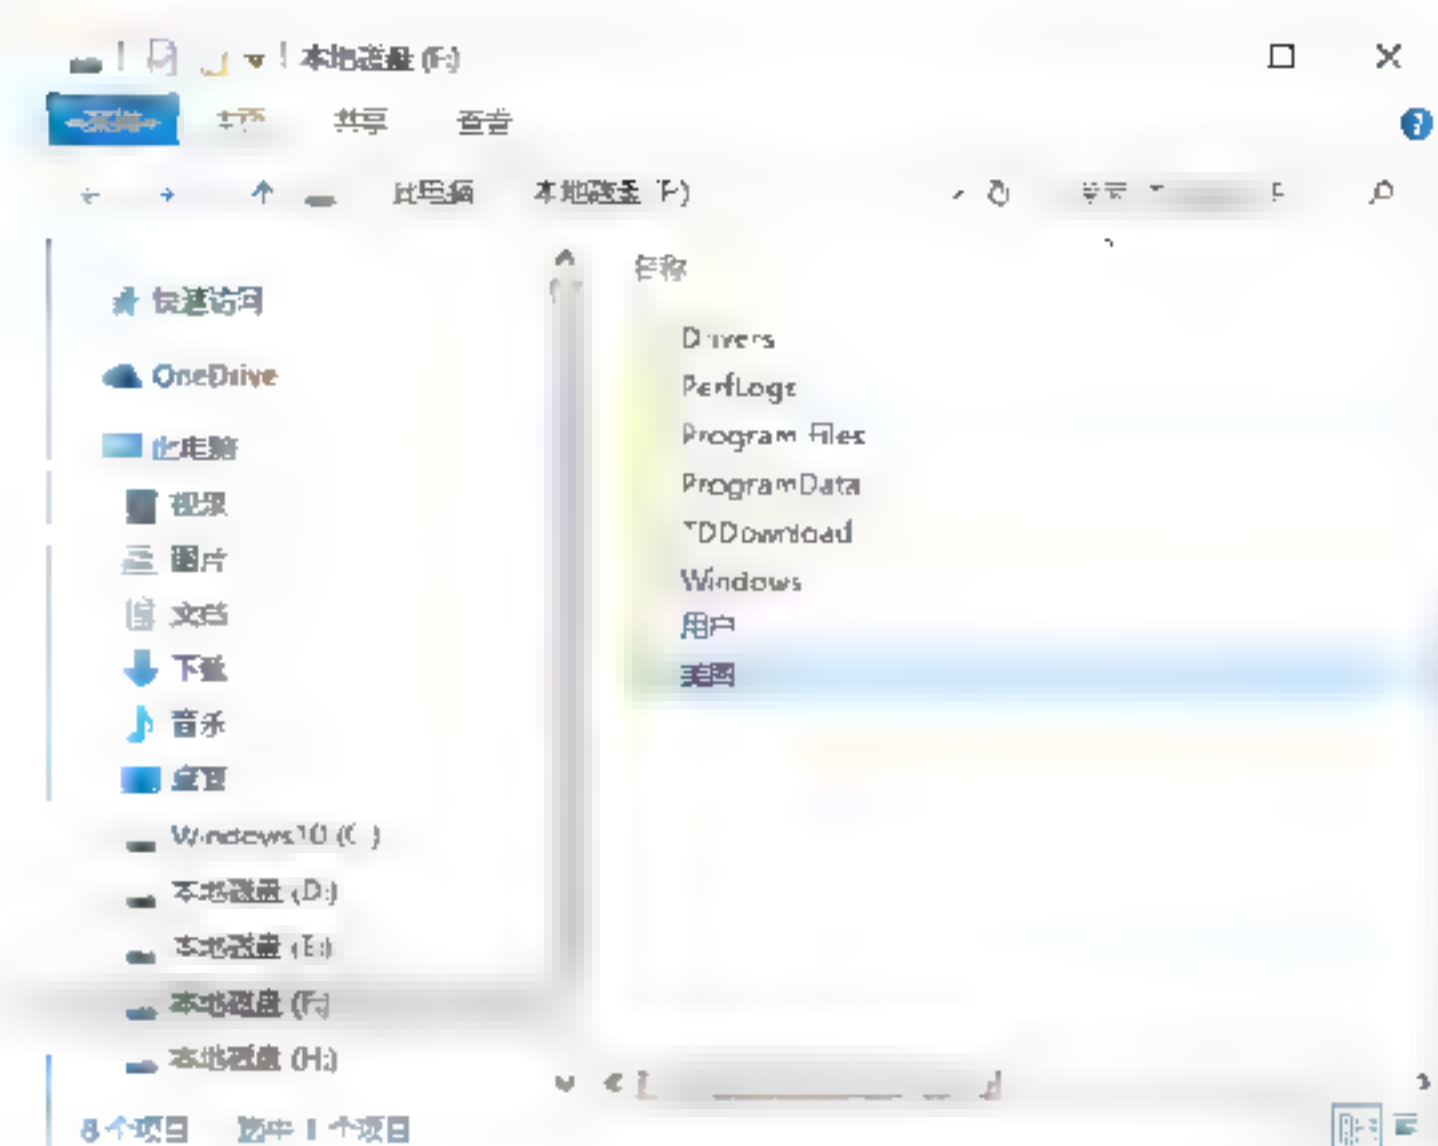 本地磁盘 (F:)
共享 查看
此电脑 本地磁盘 (F:)
名称
快速访问
OneDrive
此电脑
视频
图片
文档
下载
音乐
桌面
Windows10 (C:)
本地磁盘 (D:)
本地磁盘 (E:)
本地磁盘 (F:)
本地磁盘 (H:)
Drivers
PerfLogs
Program Files
ProgramData
TDDownload
Windows
用户
美图
8个项目 选中 1 个项目